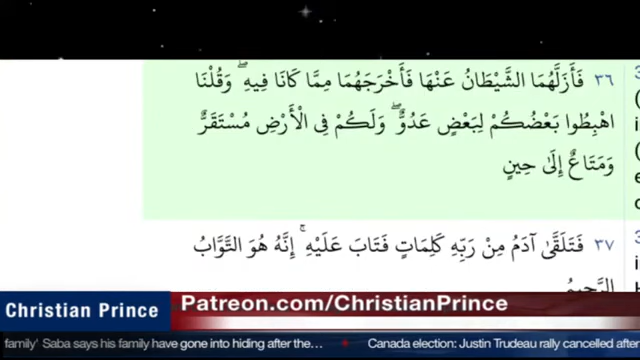 ٣٦ فَأَزَلَّهُمَا الشَّيْطَانُ عَنْهَا فَأَخْرَجَهُمَا مِمَّا كَانَا فِيهِ ۖ وَقُلْنَا
اهْبِطُوا بَعْضُكُمْ لِبَعْضٍ عَدُوٌّ ۖ وَلَكُمْ فِي الْأَرْضِ مُسْتَقَرٌّ
وَمَتَاعٌ إِلَىٰ حِينٍ
٣٧ فَتَلَقَّىٰ آدَمُ مِنْ رَبِّهِ كَلِمَاتٍ فَتَابَ عَلَيْهِ ۚ إِنَّهُ هُوَ التَّوَّابُ
الرَّحِيمُ
Christian Prince
Patreon.com/ChristianPrince
family' Saba says his family have gone into hiding after the... Canada election: Justin Trudeau rally cancelled after